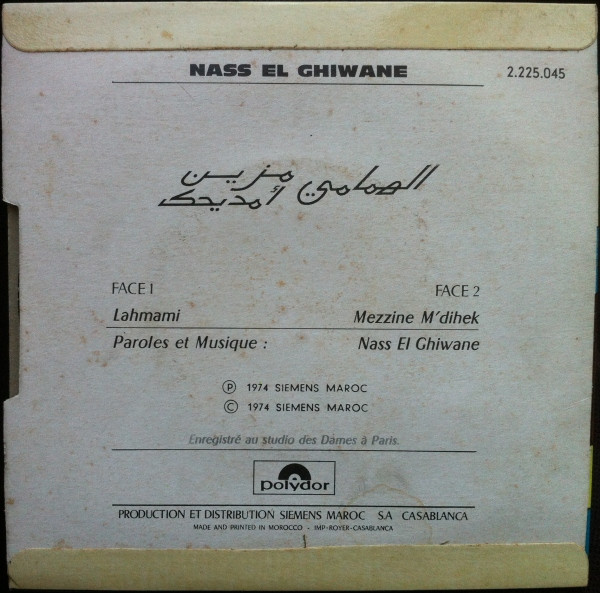 NASS EL GHIWANE
2.225.045
الهمامي مزين أمديحك
FACE 1 FACE 2
Lahmami Mezzine M'dihek
Paroles et Musique : Nass El Ghiwane
Ⓟ 1974 SIEMENS MAROC
© 1974 SIEMENS MAROC
Enregistré au studio des Dames à Paris.
polydor
PRODUCTION ET DISTRIBUTION SIEMENS MAROC S.A CASABLANCA
MADE AND PRINTED IN MOROCCO - IMP-ROYER-CASABLANCA